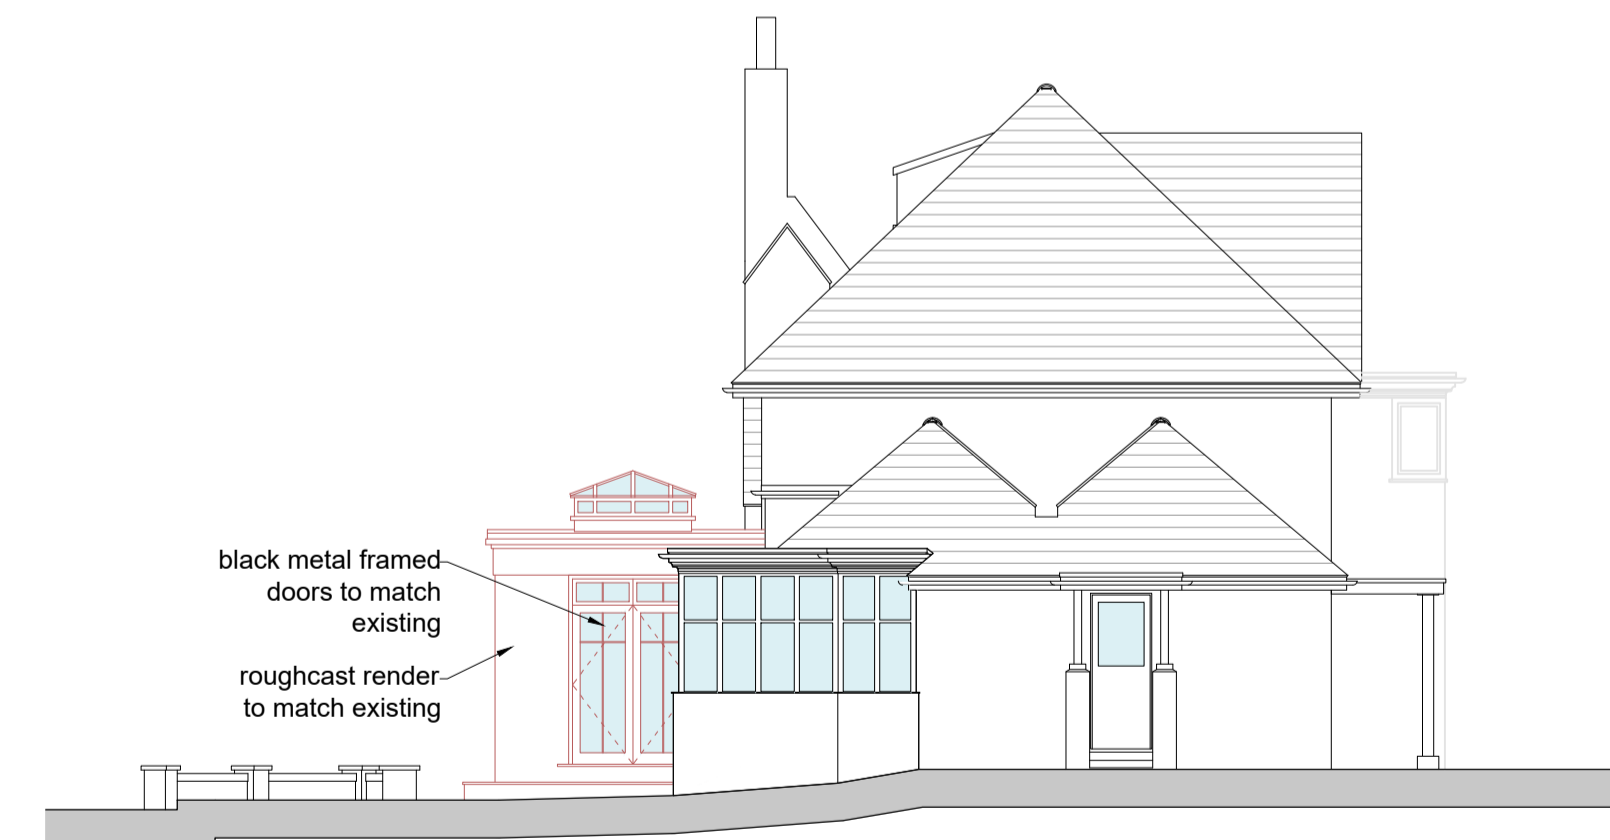 black metal framed
doors to match
existing
roughcast render
to match existing